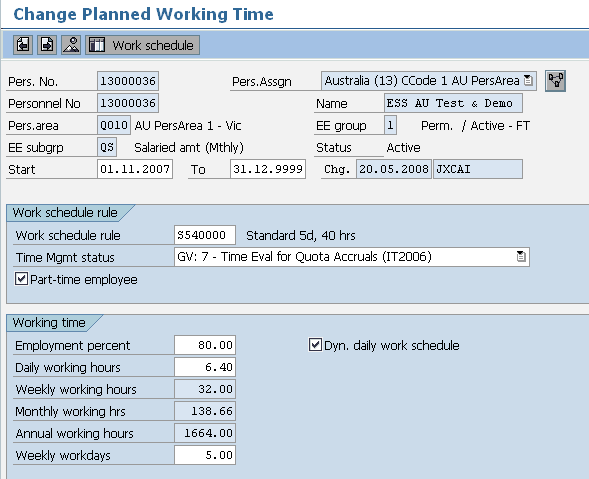 Change Planned Working Time
Work schedule
Pers. No. 13000036 Pers.Assgn Australia (13) CCode 1 AU PersArea
Personnel No 13000036 Name ESS AU Test & Demo
Pers.area Q010 AU PersArea 1 - Vic EE group 1 Perm. / Active - FT
EE subgrp QS Salaried amt (Mthly) Status Active
Start 01.11.2007 To 31.12.9999 Chg. 20.05.2008 JXCAI
Work schedule rule
Work schedule rule S540000 Standard 5d, 40 hrs
Time Mgmt status GV: 7 - Time Eval for Quota Accruals (IT2006)
Part-time employee
Working time
Employment percent 80.00 Dyn. daily work schedule
Daily working hours 6.40
Weekly working hours 32.00
Monthly working hrs 138.66
Annual working hours 1664.00
Weekly workdays 5.00